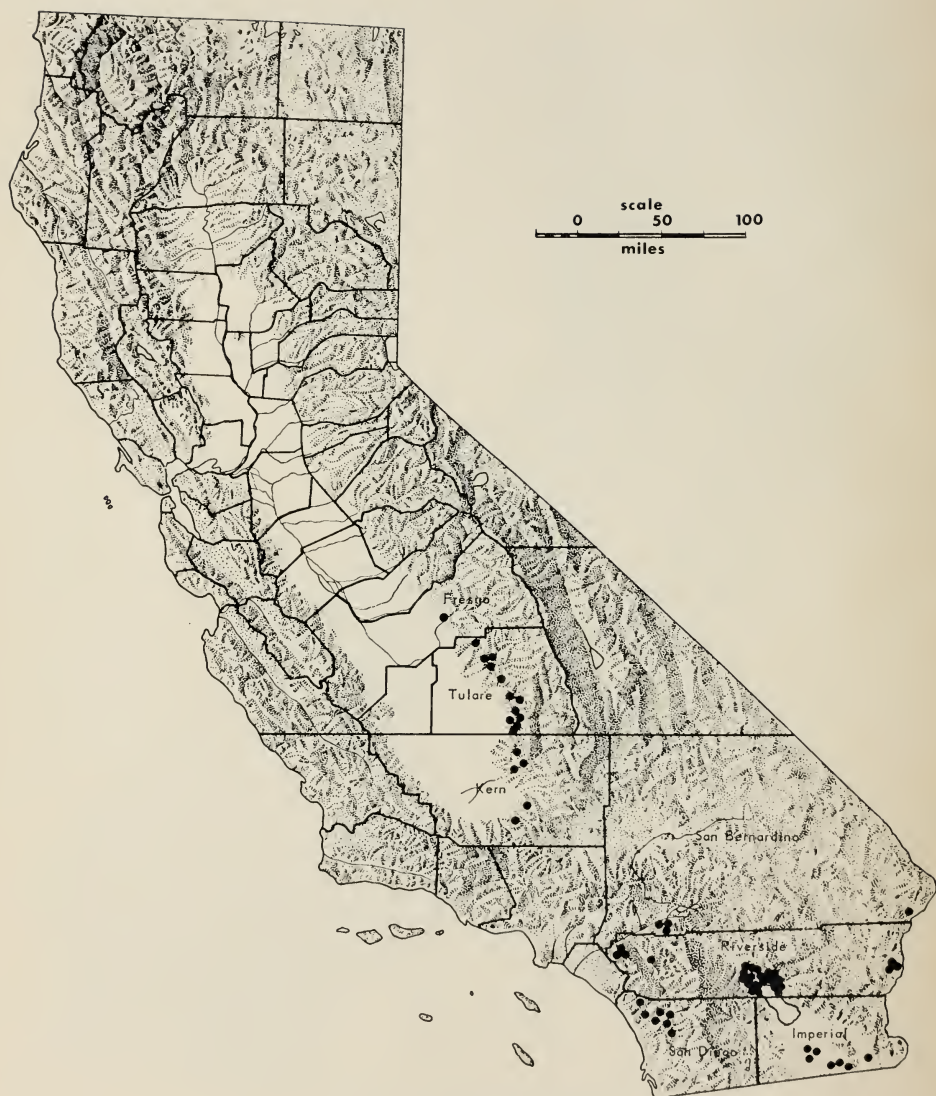 scale
0 50 100
miles
Fresno
Tulare
Kern
San Bernardino
Riverside
Imperial
San Diego